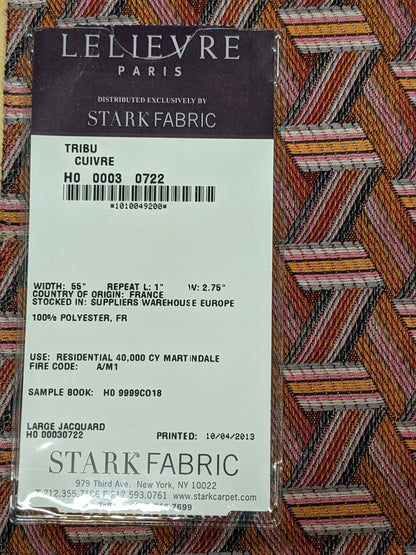 LELIEVRE
PARIS
DISTRIBUTED EXCLUSIVELY BY
STARK FABRIC
TRIBU
CUIVRE
H0 0003 0722
*1010049200*
WIDTH: 55" REPEAT L: 1" W: 2.75"
COUNTRY OF ORIGIN: FRANCE
STOCKED IN: SUPPLIERS WAREHOUSE EUROPE
100% POLYESTER, FR
USE: RESIDENTIAL 40,000 CY MARTINDALE
FIRE CODE: A/M1
SAMPLE BOOK: H0 9999CO18
LARGE JACQUARD
H0 00030722 PRINTED: 10/04/2013
STARK FABRIC
979 Third Ave. New York, NY 10022
T 212.355.7186 F 212.593.0761 www.starkcarpet.com
7699